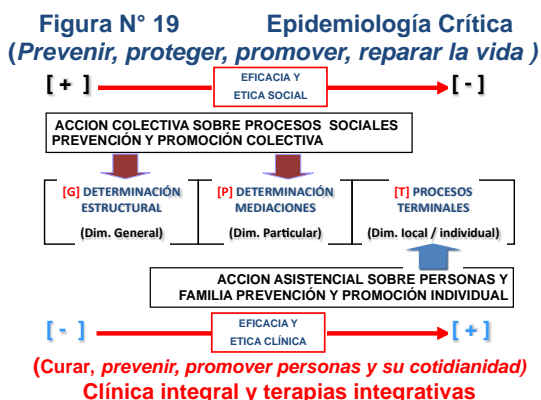 Figura N° 19 Epidemiología Crítica
(Prevenir, proteger, promover, reparar la vida )
[ + ] EFICACIA Y ETICA SOCIAL [ - ]
ACCION COLECTIVA SOBRE PROCESOS SOCIALES
PREVENCIÓN Y PROMOCIÓN COLECTIVA
[G] DETERMINACIÓN
ESTRUCTURAL
(Dim. General)
[P] DETERMINACIÓN
MEDIACIONES
(Dim. Particular)
[T] PROCESOS
TERMINALES
(Dim. local / individual)
ACCION ASISTENCIAL SOBRE PERSONAS Y
FAMILIA PREVENCIÓN Y PROMOCIÓN INDIVIDUAL
[ - ] EFICACIA Y ETICA CLÍNICA [ + ]
(Curar, prevenir, promover personas y su cotidianidad)
Clínica integral y terapias integrativas